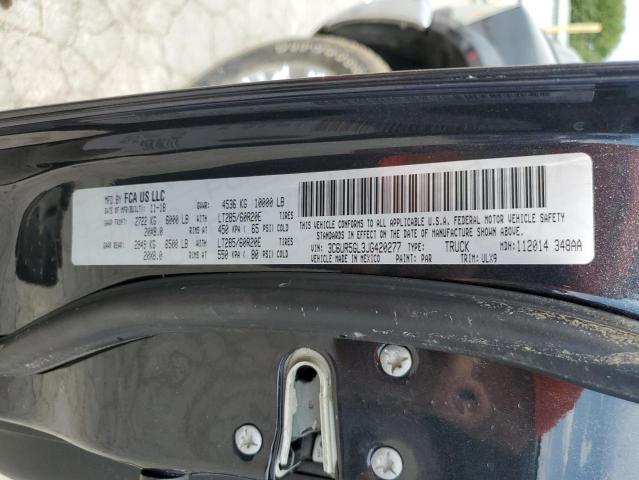 MFD BY FCA US LLC
DATE OF MFR/BUILT: 11-18
GVWR: 4536 KG 10000 LB
GAWR FRONT: 2722 KG 6000 LB WITH LT285/60R20E TIRES
20X8.0 RIMS AT 450 KPA ( 65 PSI) COLD
GAWR REAR: 2948 KG 6500 LB WITH LT285/60R20E TIRES
20X8.0 RIMS AT 550 KPA ( 80 PSI) COLD
THIS VEHICLE CONFORMS TO ALL APPLICABLE U.S.A. FEDERAL MOTOR VEHICLE SAFETY
STANDARDS IN EFFECT ON THE DATE OF MANUFACTURE SHOWN ABOVE.
VIN: 3C6UR5GL3JG420277 TYPE: TRUCK MDH: 112014 348AA
VEHICLE MADE IN MEXICO PAINT: PAR TRIM: ULX9